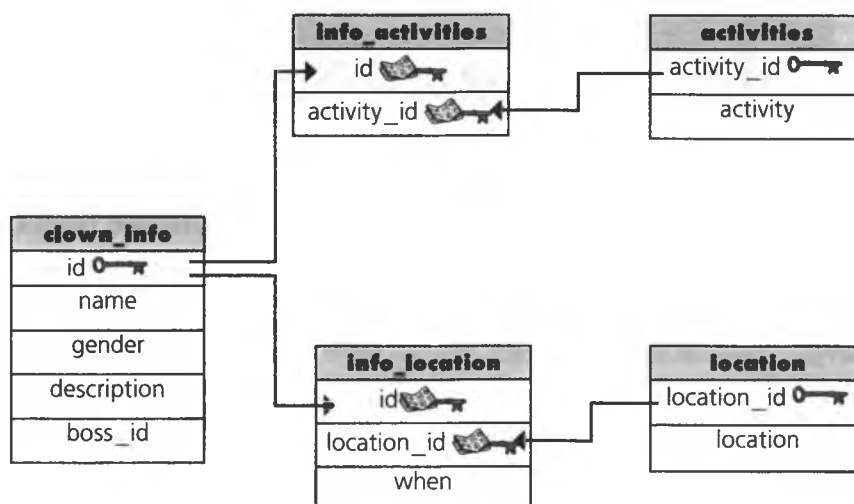 info_activities
id
activity_id
activities
activity_id
activity
clown_info
id
name
gender
description
boss_id
info_location
id
location_id
when
location
location_id
location